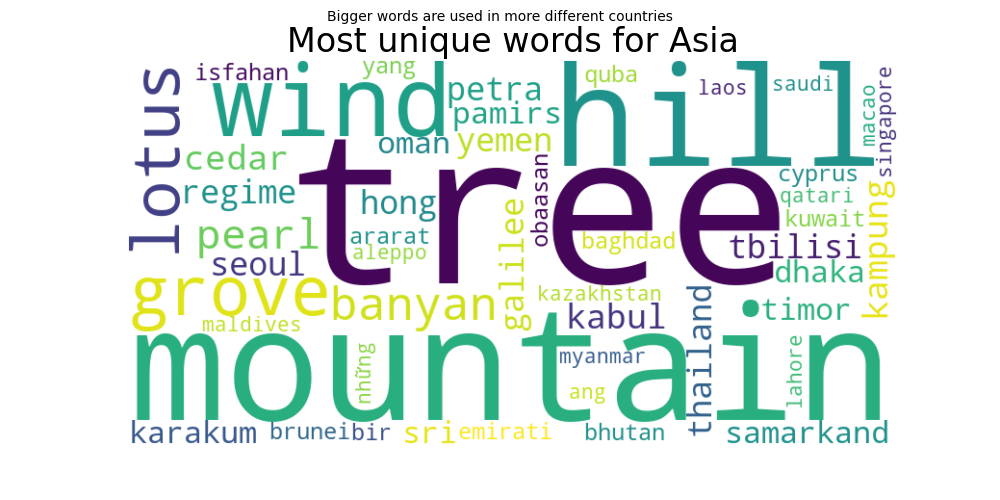 Bigger words are used in more different countries
Most unique words for Asia
isfahan
yang
quba
laos
saudi
macao
singapore
lotus
wind
petra
pamirs
hill
oman
yemen
cedar
regime
hong
tree
obaasan
cyprus
qatari
kuwait
kampung
pearl
ararat
aleppo
galilee
baghdad
tbilisi
seoul
dhaka
grove
banyan
kazakhstan
kabul
timor
maldives
thailand
mountain
những
myanmar
ang
lahore
karakum
brunei
bir
sri
emirati
bhutan
samarkand